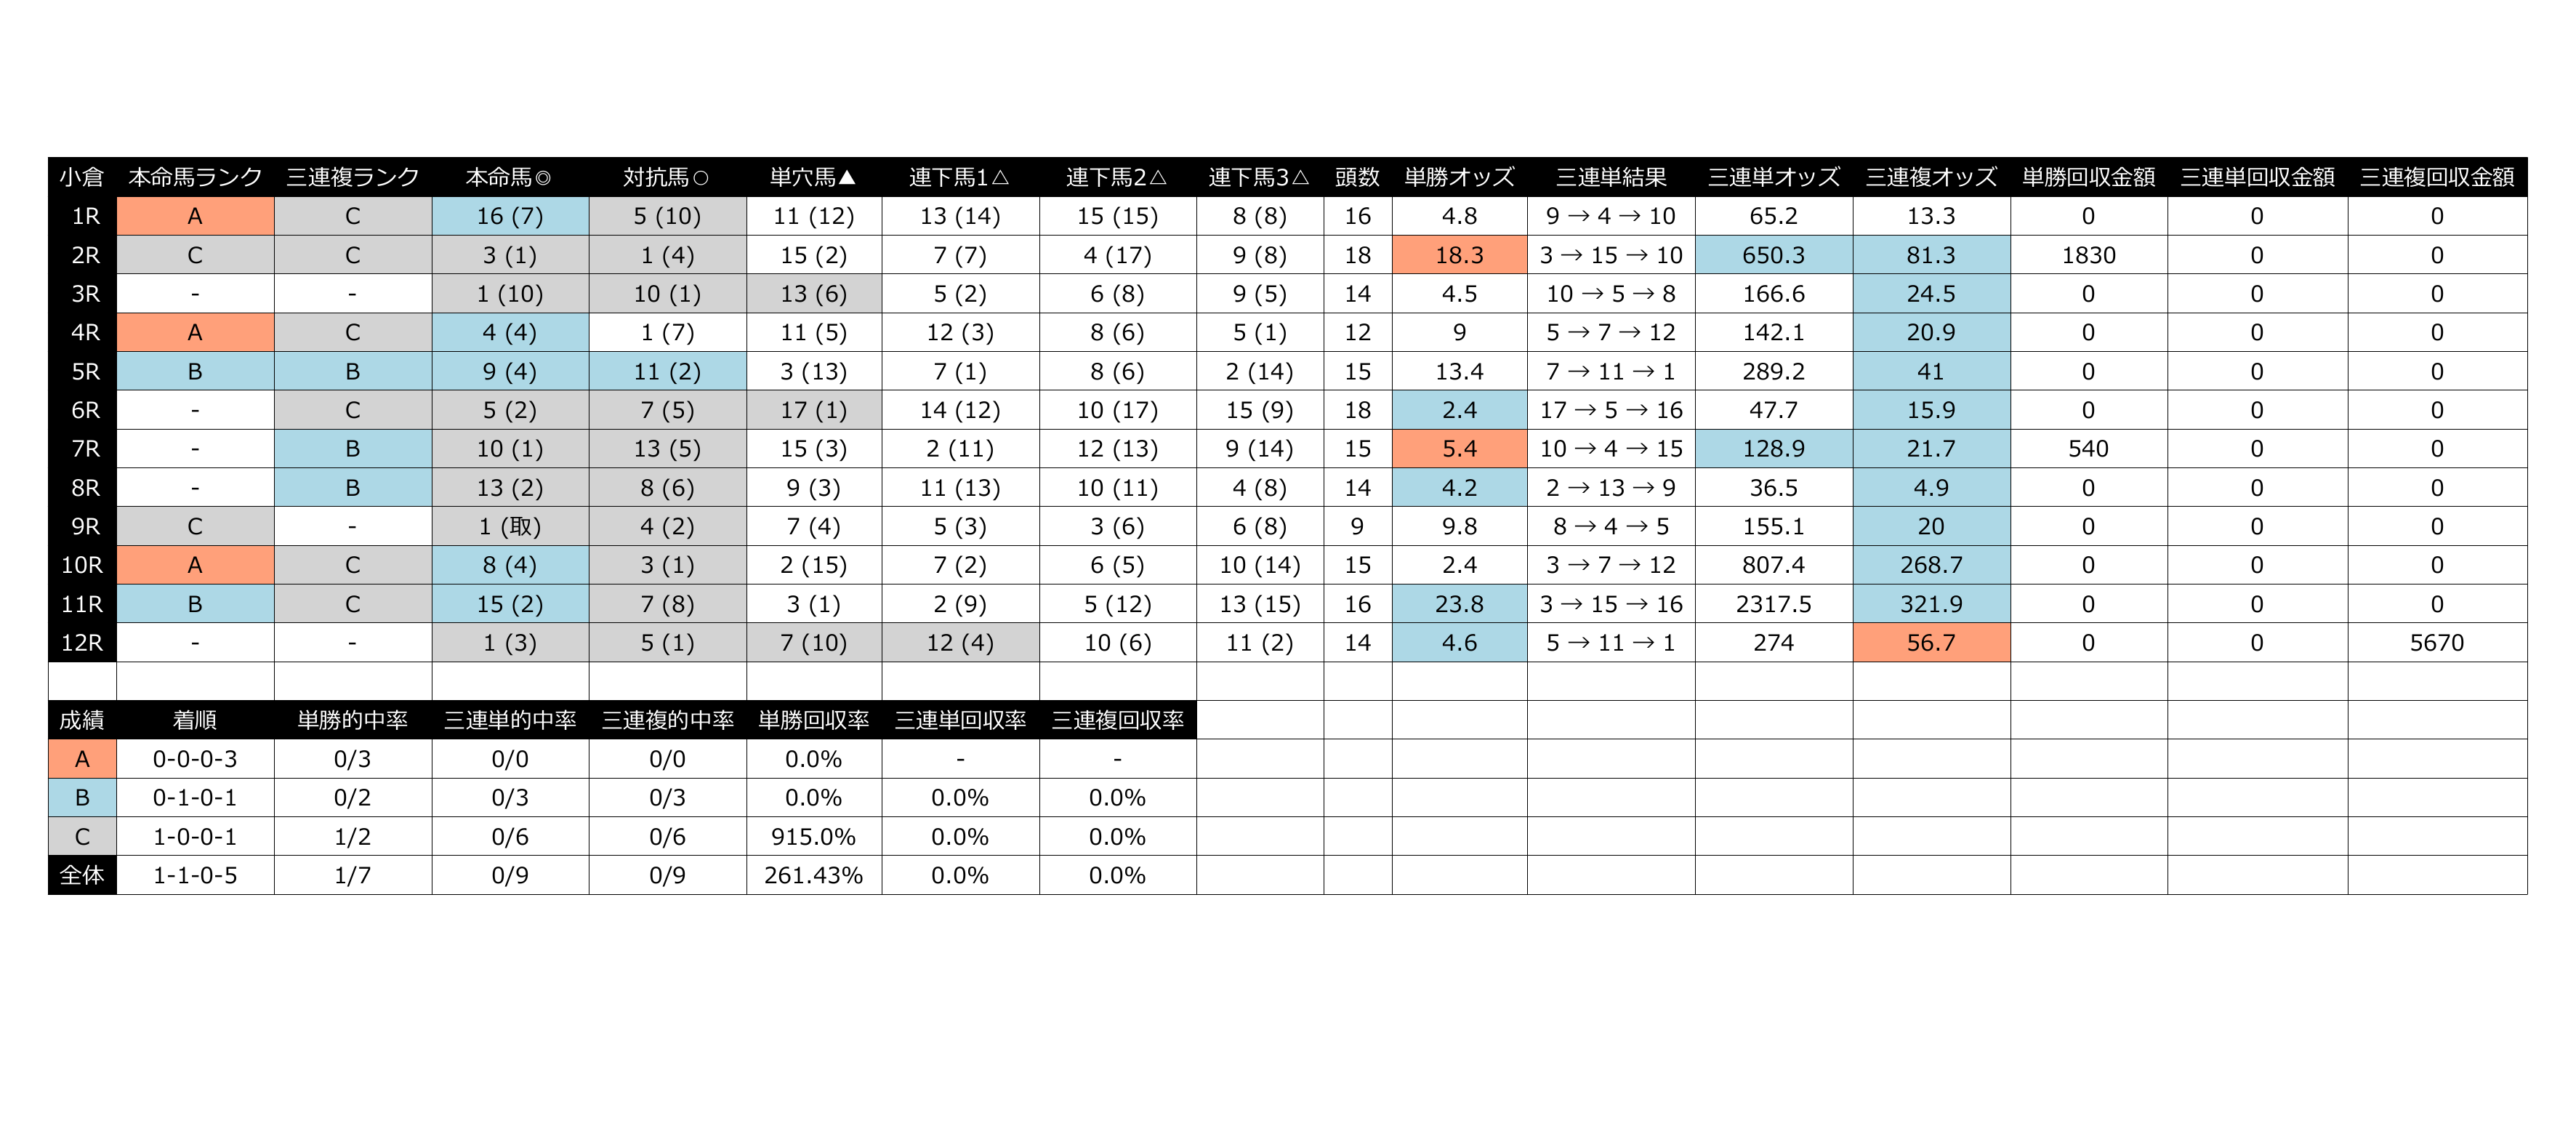 小倉 本命馬ランク 三連複ランク 本命馬◎ 対抗馬○ 単穴馬▲ 連下馬1△ 連下馬2△ 連下馬3△ 頭数 単勝オッズ 三連単結果 三連単オッズ 三連複オッズ 単勝回収金額 三連単回収金額 三連複回収金額
1R A C 16 (7) 5 (10) 11 (12) 13 (14) 15 (15) 8 (8) 16 4.8 9 → 4 → 10 65.2 13.3 0 0 0
2R C C 3 (1) 1 (4) 15 (2) 7 (7) 4 (17) 9 (8) 18 18.3 3 → 15 → 10 650.3 81.3 1830 0 0
3R - - 1 (10) 10 (1) 13 (6) 5 (2) 6 (8) 9 (5) 14 4.5 10 → 5 → 8 166.6 24.5 0 0 0
4R A C 4 (4) 1 (7) 11 (5) 12 (3) 8 (6) 5 (1) 12 9 5 → 7 → 12 142.1 20.9 0 0 0
5R B B 9 (4) 11 (2) 3 (13) 7 (1) 8 (6) 2 (14) 15 13.4 7 → 11 → 1 289.2 41 0 0 0
6R - C 5 (2) 7 (5) 17 (1) 14 (12) 10 (17) 15 (9) 18 2.4 17 → 5 → 16 47.7 15.9 0 0 0
7R - B 10 (1) 13 (5) 15 (3) 2 (11) 12 (13) 9 (14) 15 5.4 10 → 4 → 15 128.9 21.7 540 0 0
8R - B 13 (2) 8 (6) 9 (3) 11 (13) 10 (11) 4 (8) 14 4.2 2 → 13 → 9 36.5 4.9 0 0 0
9R C - 1 (取) 4 (2) 7 (4) 5 (3) 3 (6) 6 (8) 9 9.8 8 → 4 → 5 155.1 20 0 0 0
10R A C 8 (4) 3 (1) 2 (15) 7 (2) 6 (5) 10 (14) 15 2.4 3 → 7 → 12 807.4 268.7 0 0 0
11R B C 15 (2) 7 (8) 3 (1) 2 (9) 5 (12) 13 (15) 16 23.8 3 → 15 → 16 2317.5 321.9 0 0 0
12R - - 1 (3) 5 (1) 7 (10) 12 (4) 10 (6) 11 (2) 14 4.6 5 → 11 → 1 274 56.7 0 0 5670
成績 着順 単勝的中率 三連単的中率 三連複的中率 単勝回収率 三連単回収率 三連複回収率
A 0-0-0-3 0/3 0/0 0/0 0.0% - -
B 0-1-0-1 0/2 0/3 0/3 0.0% 0.0% 0.0%
C 1-0-0-1 1/2 0/6 0/6 915.0% 0.0% 0.0%
全体 1-1-0-5 1/7 0/9 0/9 261.43% 0.0% 0.0%